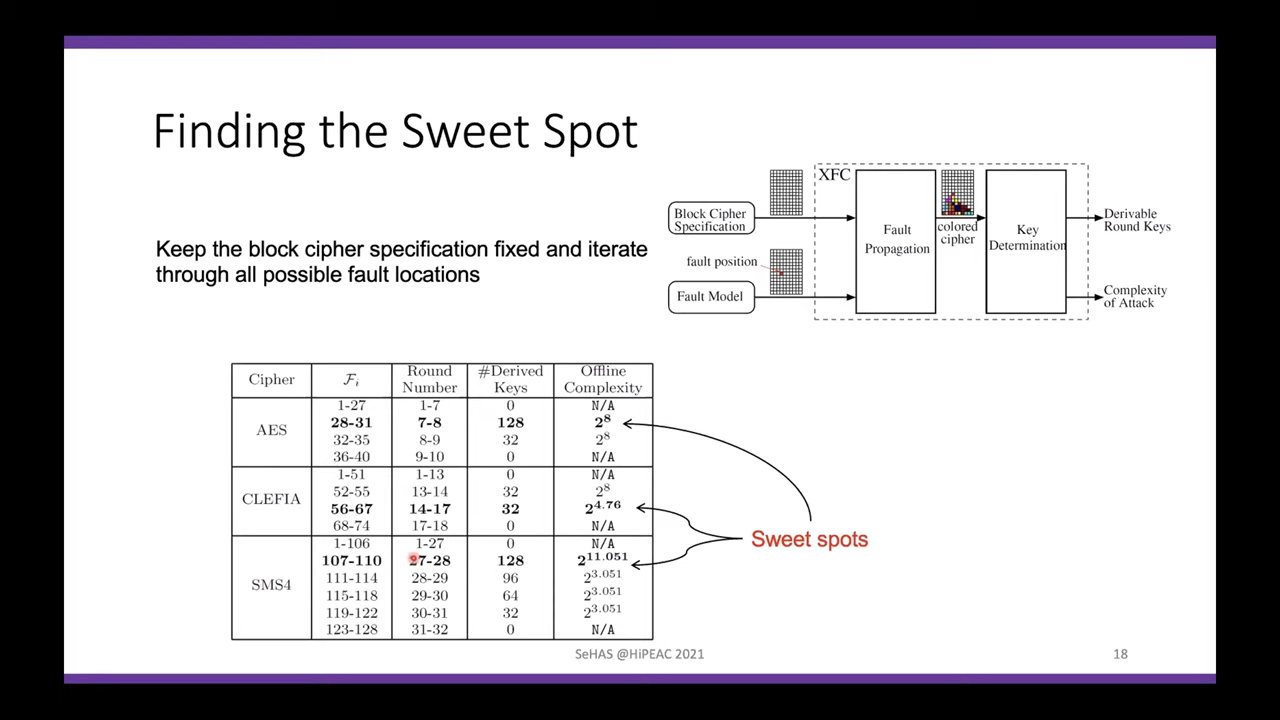 Finding the Sweet Spot
Keep the block cipher specification fixed and iterate
through all possible fault locations
XFC
Block Cipher
Specification
fault position
Fault Model
Fault
Propagation
colored
cipher
Key
Determination
Derivable
Round Keys
Complexity
of Attack
Cipher ℱᵢ Round Number #Derived Keys Offline Complexity
AES
1-27 1-7 0 N/A
28-31 7-8 128 2^8
32-35 8-9 32 2^8
36-40 9-10 0 N/A
CLEFIA
1-51 1-13 0 N/A
52-55 13-14 32 2^8
56-67 14-17 32 2^4.76
68-74 17-18 0 N/A
SMS4
1-106 1-27 0 N/A
107-110 27-28 128 2^11.051
111-114 28-29 96 2^3.051
115-118 29-30 64 2^3.051
119-122 30-31 32 2^3.051
123-128 31-32 0 N/A
Sweet spots
SeHAS @HiPEAC 2021
18